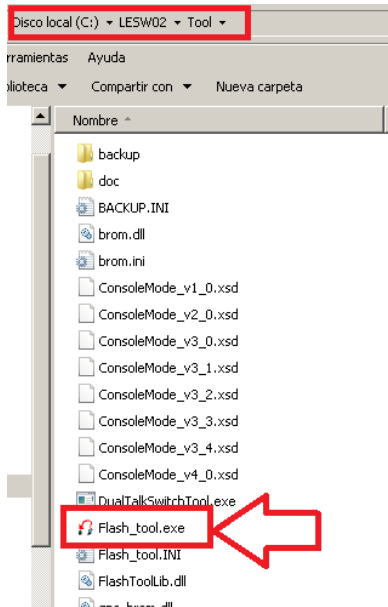 Disco local (C:) ▾ LESW02 ▾ Tool ▾
rramientas Ayuda
blioteca ▾ Compartir con ▾ Nueva carpeta
Nombre
backup
doc
BACKUP.INI
brom.dll
brom.ini
ConsoleMode_v1_0.xsd
ConsoleMode_v2_0.xsd
ConsoleMode_v3_0.xsd
ConsoleMode_v3_1.xsd
ConsoleMode_v3_2.xsd
ConsoleMode_v3_3.xsd
ConsoleMode_v3_4.xsd
ConsoleMode_v4_0.xsd
DualTalkSwitchTool.exe
Flash_tool.exe
Flash_tool.INI
FlashToolLib.dll